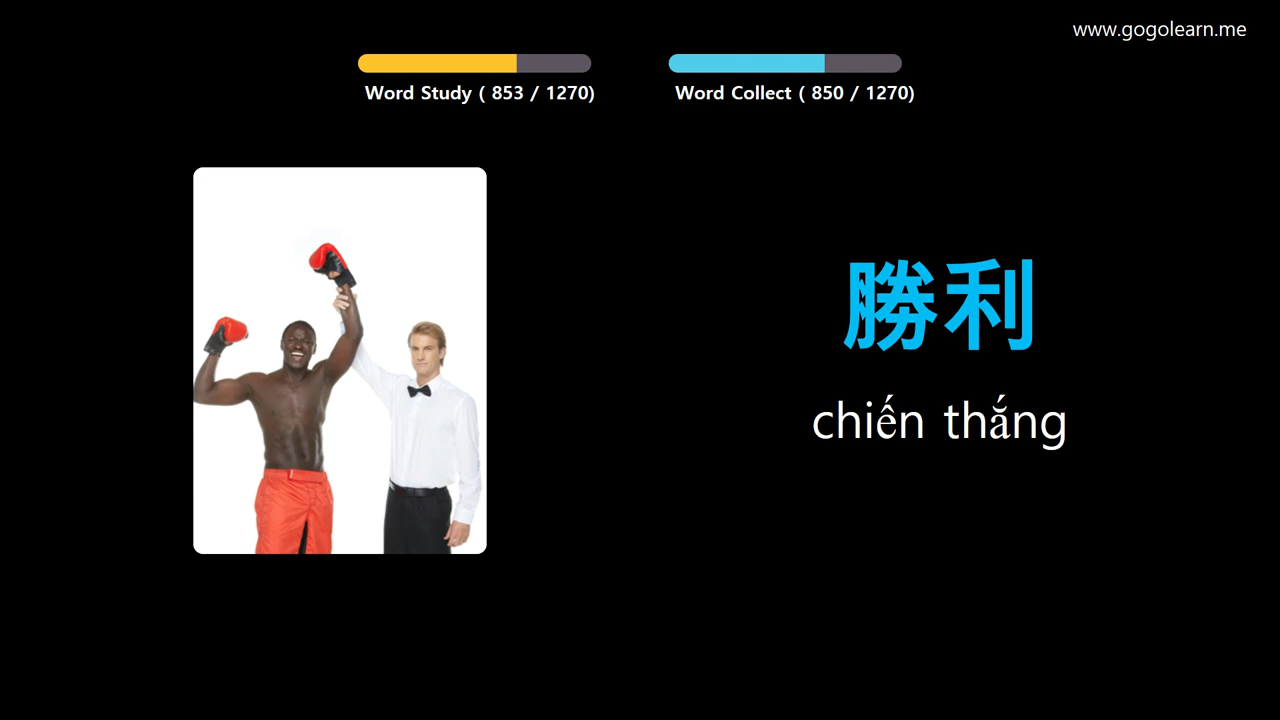 www.gogolearn.me
Word Study ( 853 / 1270)
Word Collect ( 850 / 1270)
勝利
chiến thắng